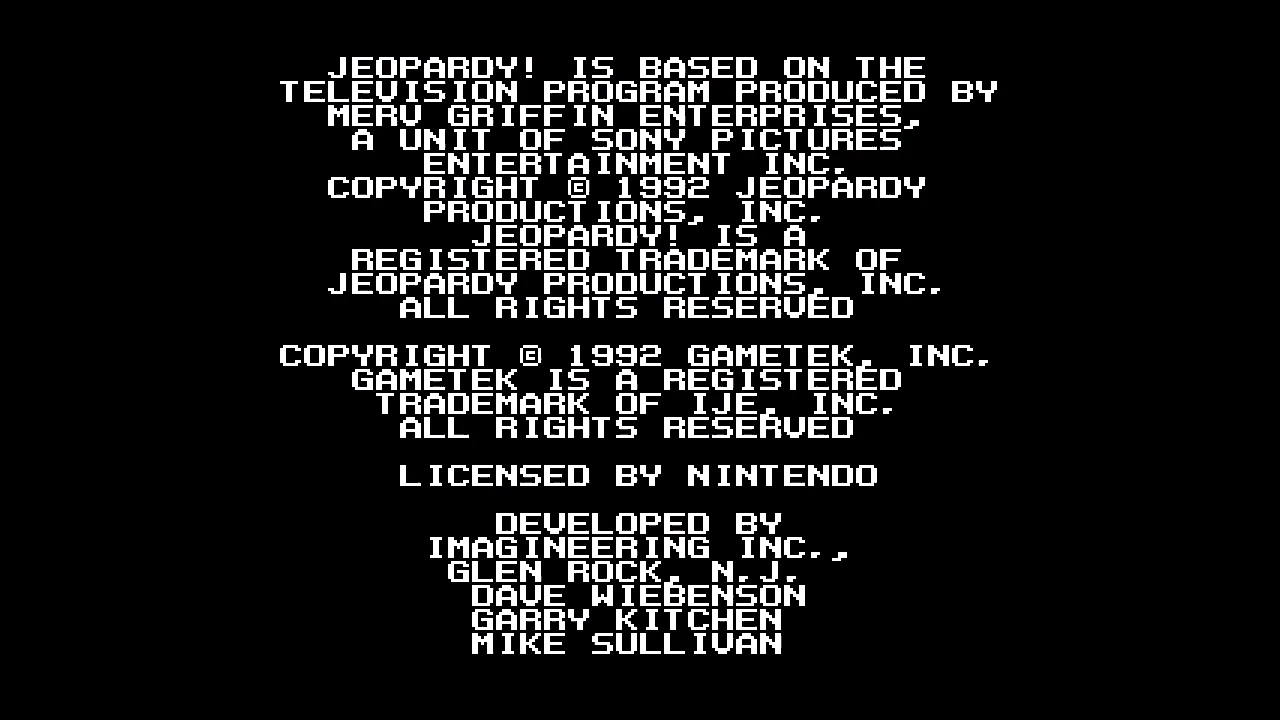 JEOPARDY! IS BASED ON THE
TELEVISION PROGRAM PRODUCED BY
MERV GRIFFIN ENTERPRISES,
A UNIT OF SONY PICTURES
ENTERTAINMENT INC.
COPYRIGHT © 1992 JEOPARDY
PRODUCTIONS, INC.
JEOPARDY! IS A
REGISTERED TRADEMARK OF
JEOPARDY PRODUCTIONS, INC.
ALL RIGHTS RESERVED
COPYRIGHT © 1992 GAMETEK, INC.
GAMETEK IS A REGISTERED
TRADEMARK OF IJE, INC.
ALL RIGHTS RESERVED
LICENSED BY NINTENDO
DEVELOPED BY
IMAGINEERING INC.,
GLEN ROCK, N.J.
DAVE WIEBENSON
GARRY KITCHEN
MIKE SULLIVAN